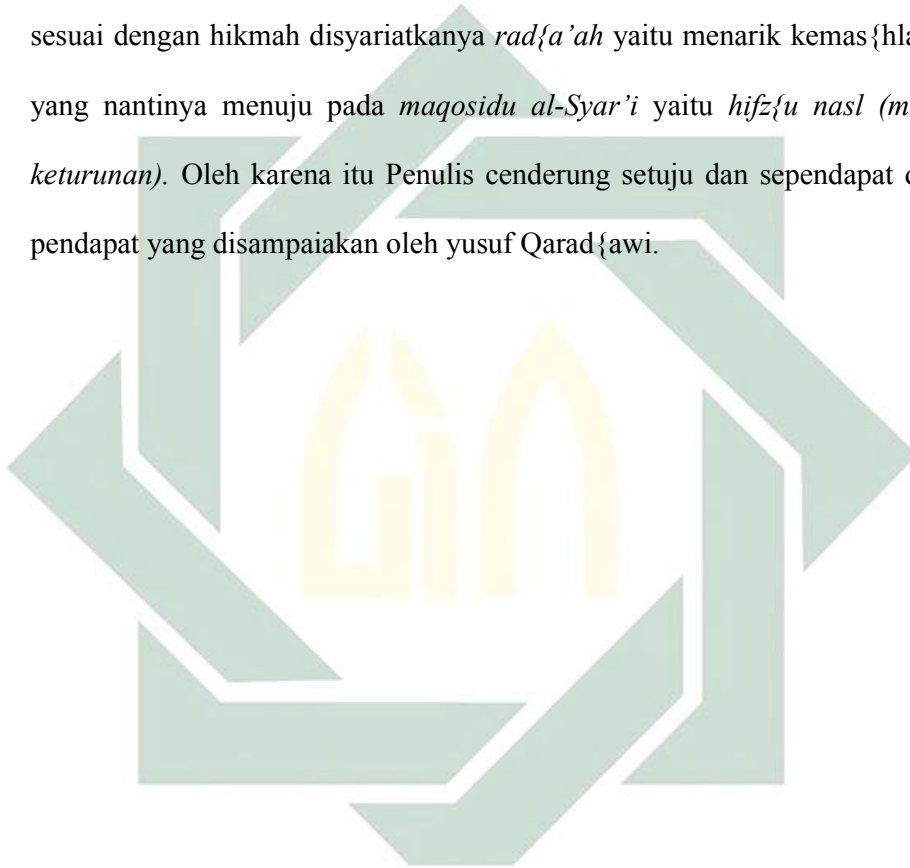 sesuai dengan hikmah disyariatkanya rad{a’ah yaitu menarik kemas{hla
yang nantinya menuju pada maqosidu al-Syar’i yaitu hifz{u nasl (m
keturunan). Oleh karena itu Penulis cenderung setuju dan sependapat
pendapat yang disampaiakan oleh yusuf Qarad{awi.